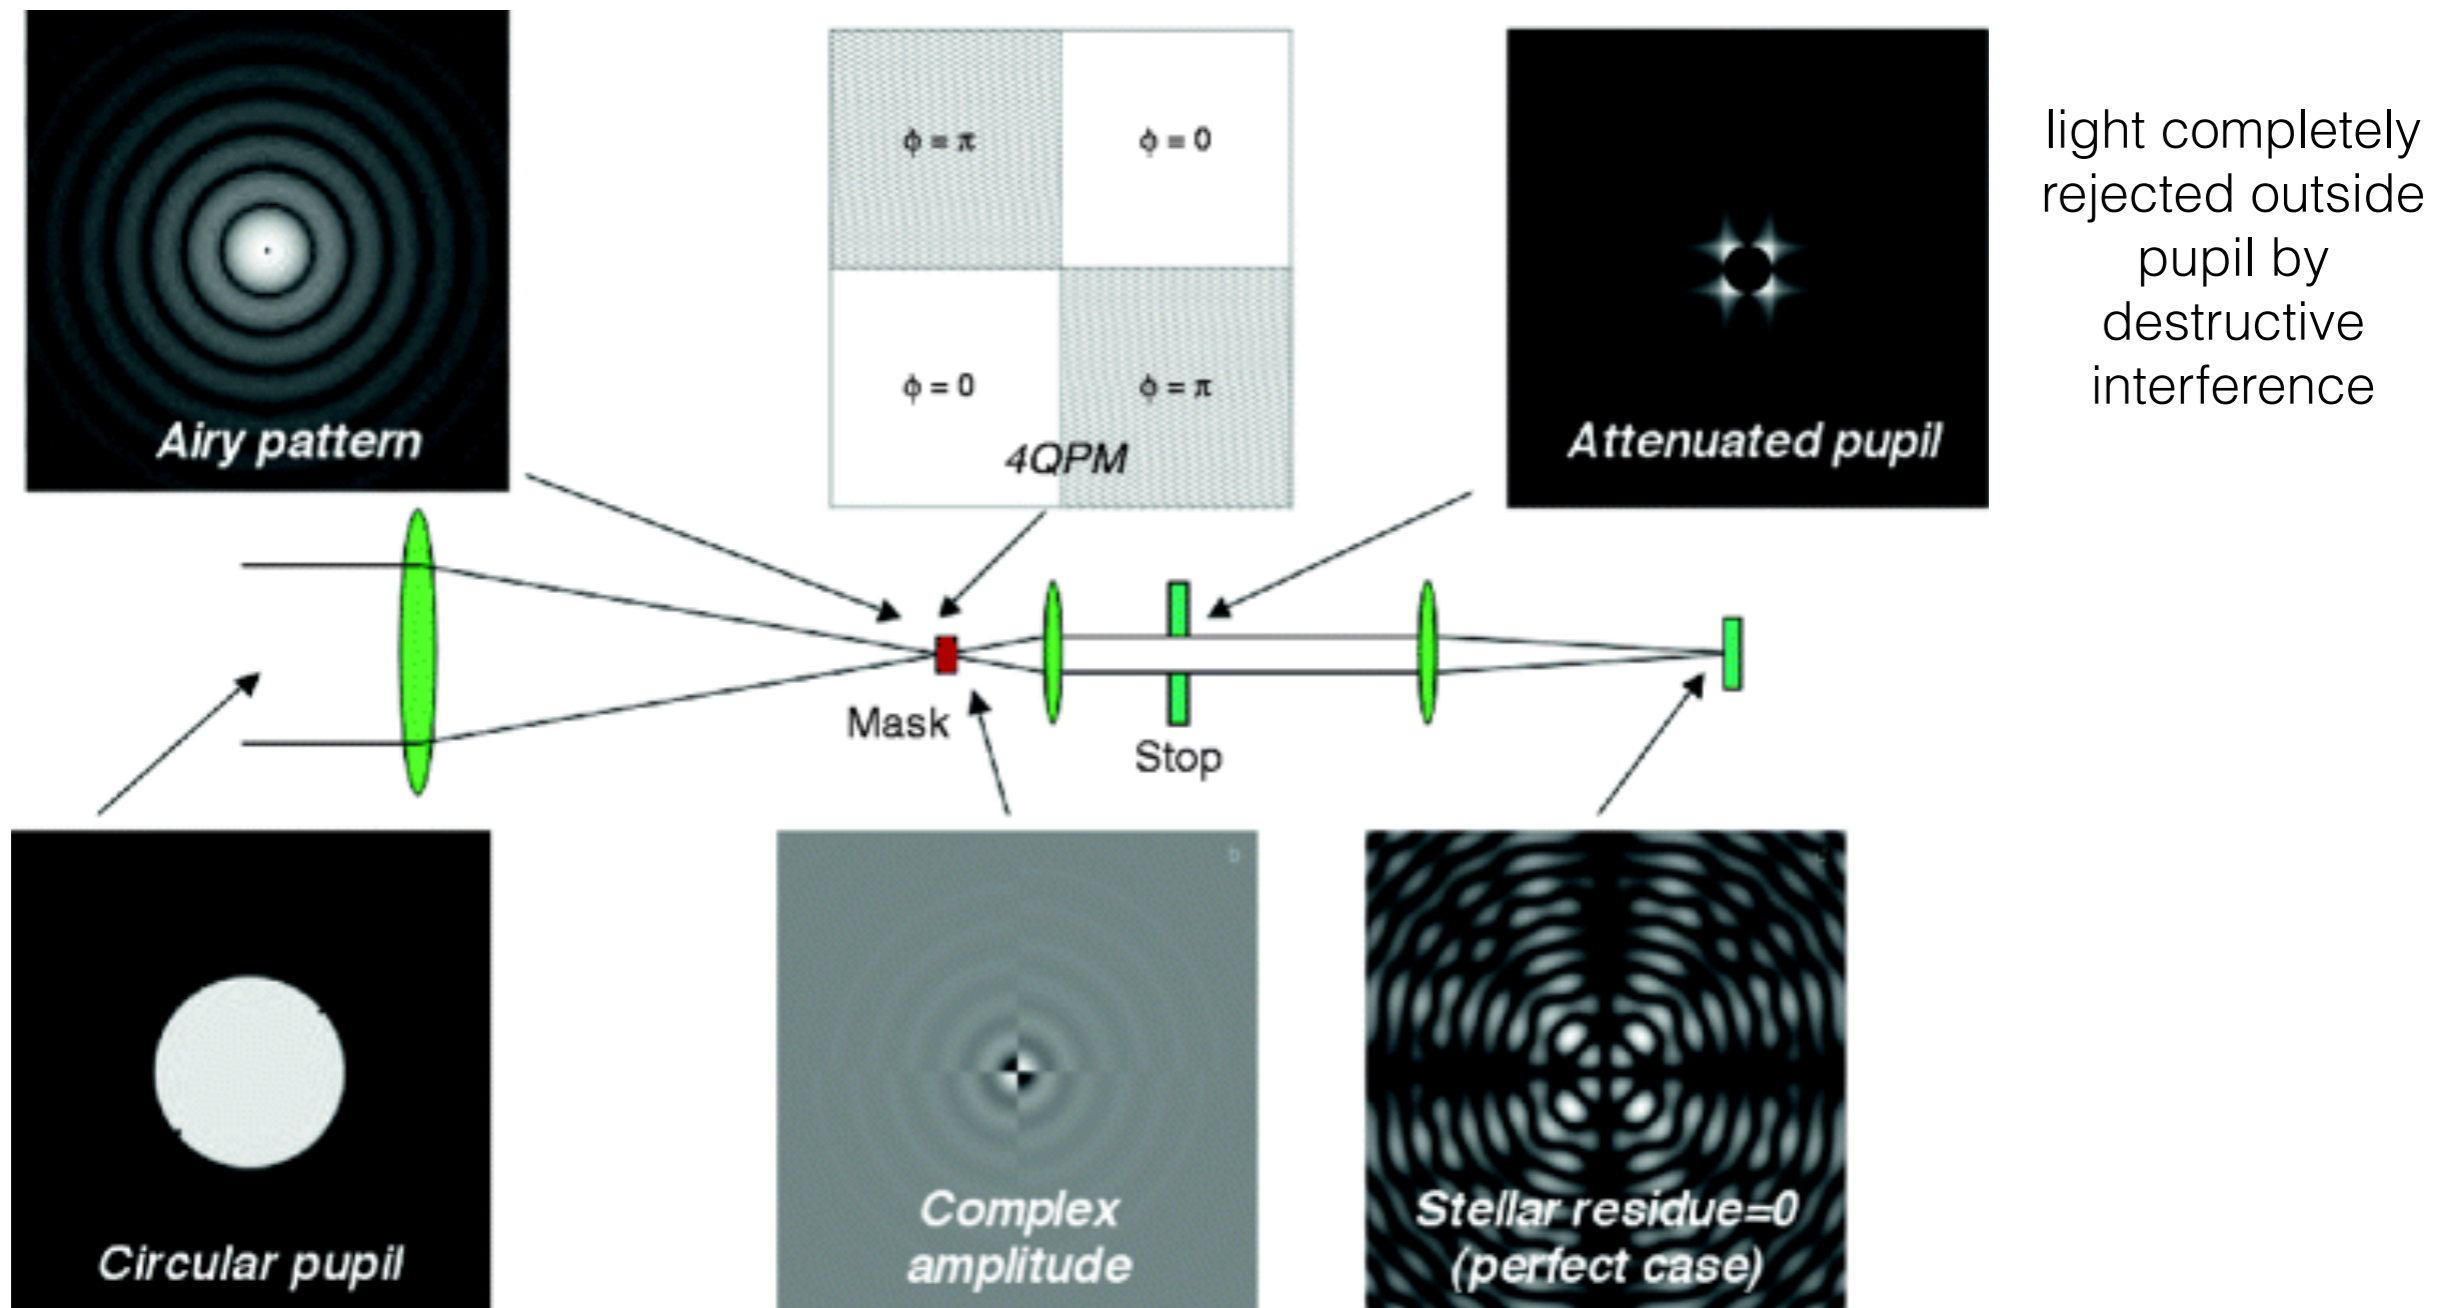 Airy pattern
ϕ = π
ϕ = 0
ϕ = 0
ϕ = π
4QPM
Attenuated pupil
light completely
rejected outside
pupil by
destructive
interference
Mask
Stop
Circular pupil
b
Complex
amplitude
Stellar residue=0
(perfect case)